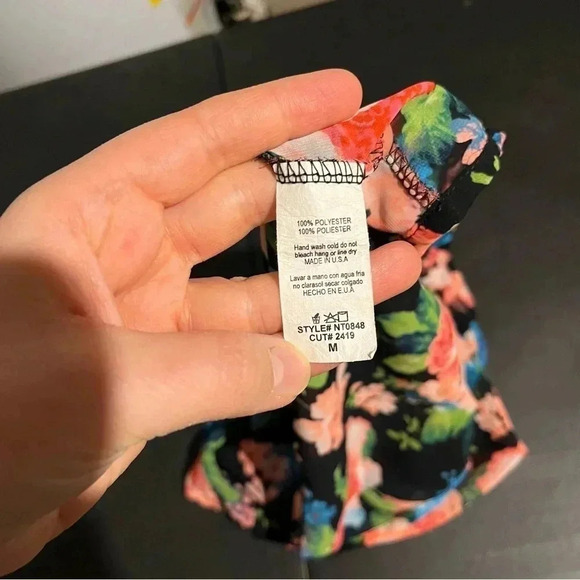 100% POLYESTER
100% POLIESTER
Hand wash cold do not
bleach hang or line dry
MADE IN U.S.A
Lavar a mano con agua fria
no clarasol secar colgado
HECHO EN E.U.A
STYLE# NT0848
CUT# 2419
M